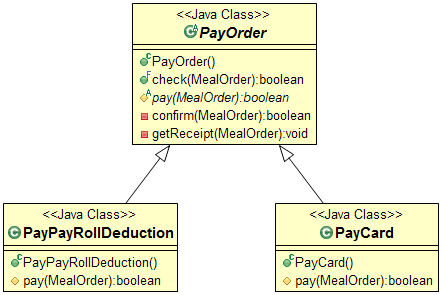 <<Java Class>>
PayOrder
PayOrder()
check(MealOrder):boolean
pay(MealOrder):boolean
confirm(MealOrder):boolean
getReceipt(MealOrder):void
<<Java Class>>
PayPayRollDeduction
PayPayRollDeduction()
pay(MealOrder):boolean
<<Java Class>>
PayCard
PayCard()
pay(MealOrder):boolean